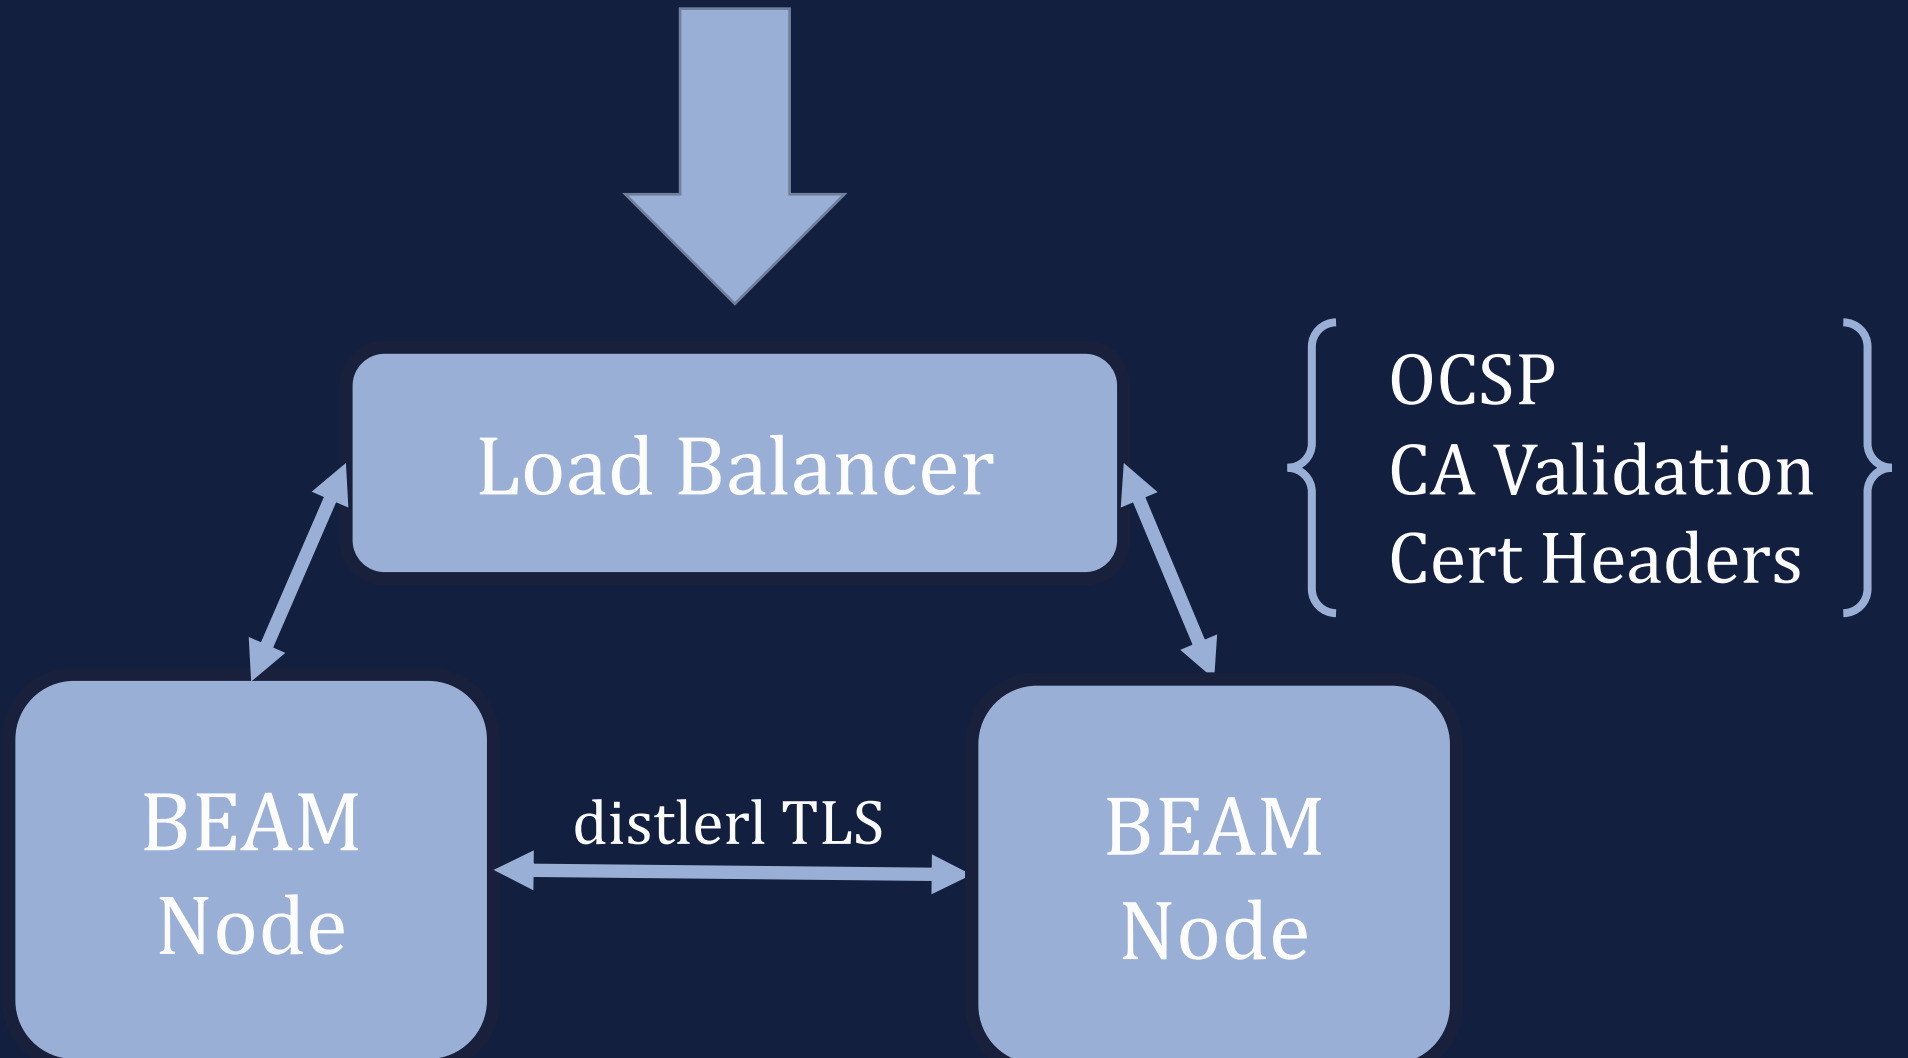 Load Balancer
OCSP
CA Validation
Cert Headers
BEAM
Node
distlerl TLS
BEAM
Node